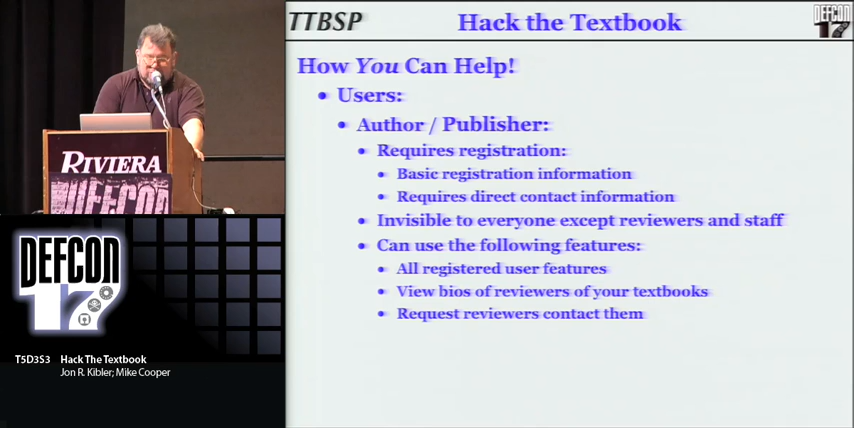 TTBSP
Hack the Textbook
DEFCON
17
How You Can Help!
• Users:
• Author / Publisher:
• Requires registration:
• Basic registration information
• Requires direct contact information
• Invisible to everyone except reviewers and staff
• Can use the following features:
• All registered user features
• View bios of reviewers of your textbooks
• Request reviewers contact them
RIVIERA
DEFCON
DEFCON
17
T5D3S3 Hack The Textbook
Jon R. Kibler; Mike Cooper